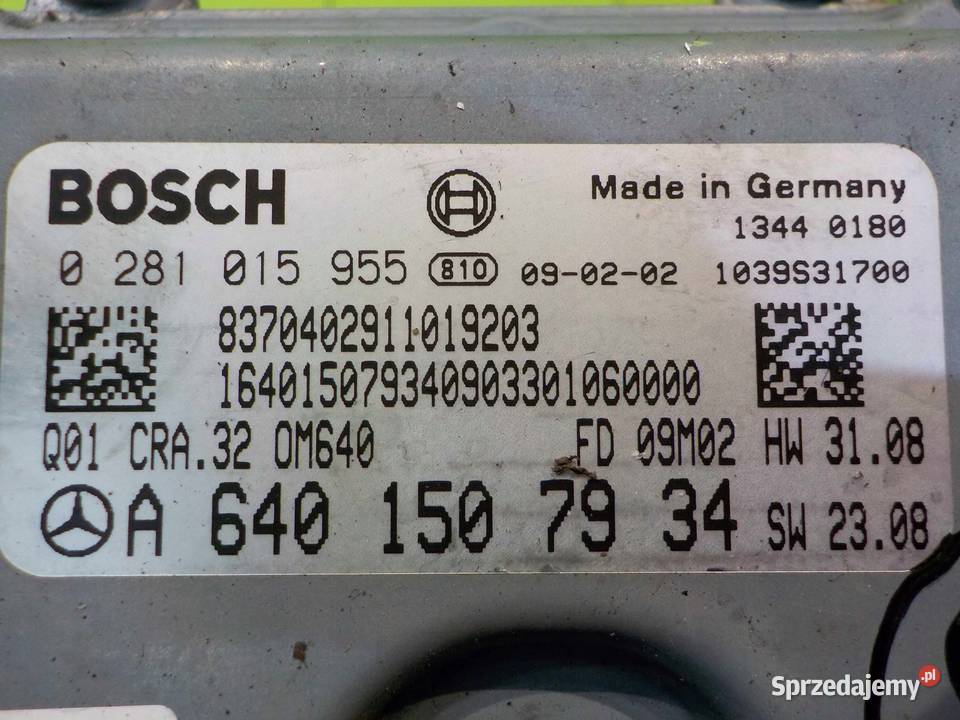 BOSCH Made in Germany
1344 0180
0 281 015 955 810 09-02-02 1039S31700
8370402911019203
164015079340903301060000
Q01 CRA.32 OM640 FD 09M02 HW 31.08
A 640 150 79 34 SW 23.08
Sprzedajemy.pl